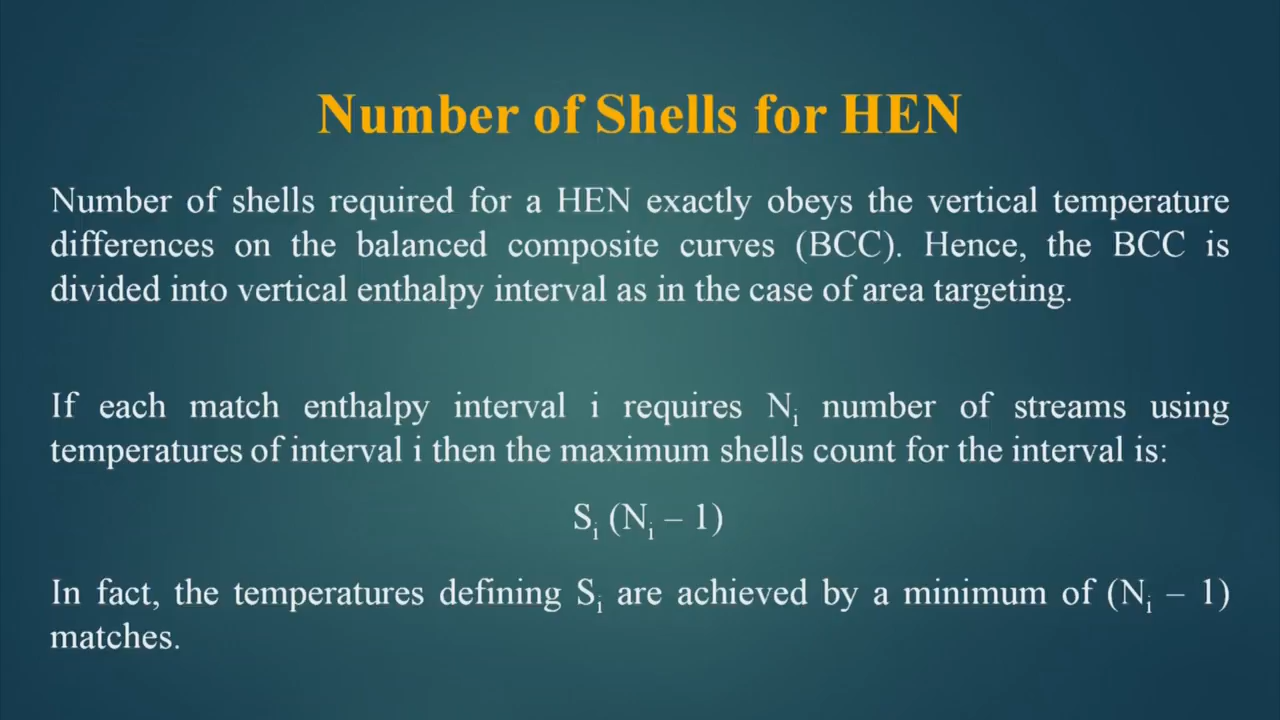 Number of Shells for HEN
Number of shells required for a HEN exactly obeys the vertical temperature
differences on the balanced composite curves (BCC). Hence, the BCC is
divided into vertical enthalpy interval as in the case of area targeting.
If each match enthalpy interval i requires Nᵢ number of streams using
temperatures of interval i then the maximum shells count for the interval is:
Sᵢ (Nᵢ – 1)
In fact, the temperatures defining Sᵢ are achieved by a minimum of (Nᵢ – 1)
matches.